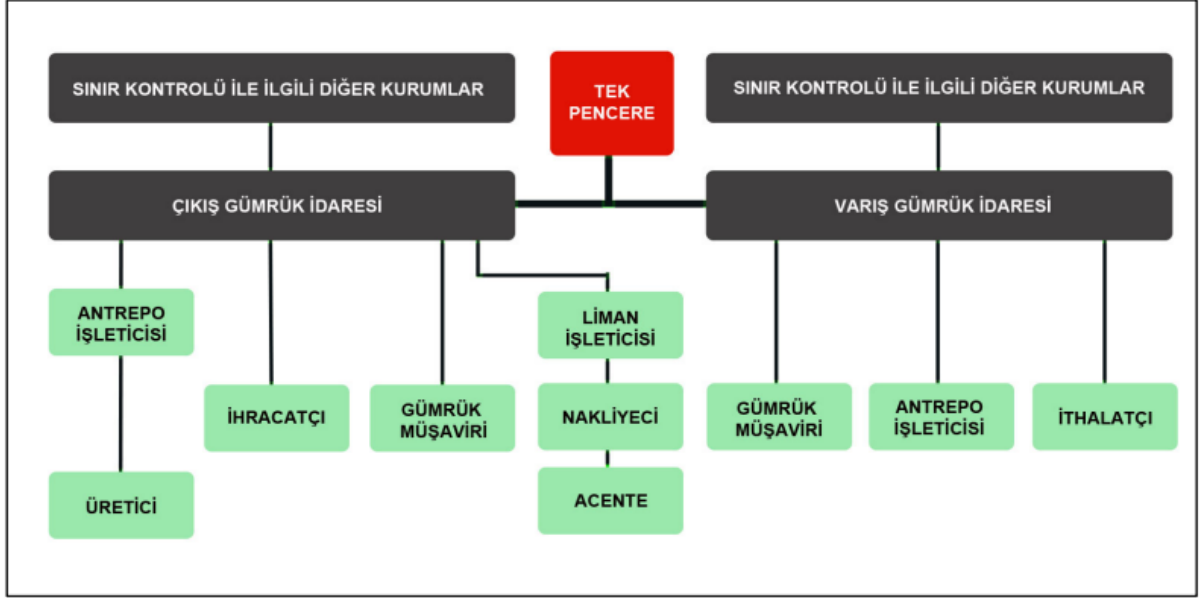 SINIR KONTROLÜ İLE İLGİLİ DİĞER KURUMLAR
TEK
PENCERE
SINIR KONTROLÜ İLE İLGİLİ DİĞER KURUMLAR
ÇIKIŞ GÜMRÜK İDARESİ
VARIŞ GÜMRÜK İDARESİ
ANTREPO
İŞLETİCİSİ
LİMAN
İŞLETİCİSİ
İHRACATÇI
GÜMRÜK
MÜŞAVİRİ
NAKLİYECİ
GÜMRÜK
MÜŞAVİRİ
ANTREPO
İŞLETİCİSİ
İTHALATÇI
ÜRETİCİ
ACENTE